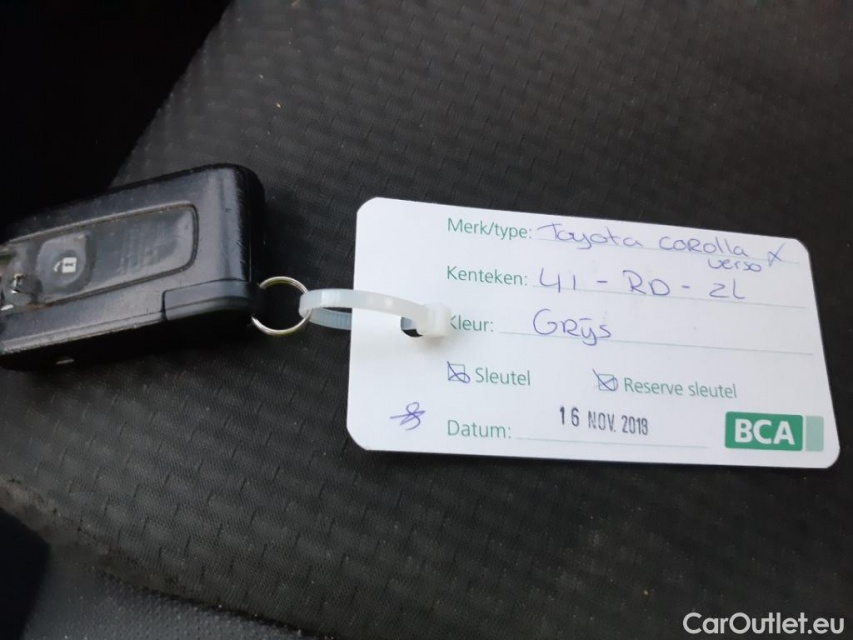 Merk/type: Toyota corolla x
verso
Kenteken: 41-RD-ZL
Kleur: Grijs
Sleutel Reserve sleutel
Datum: 16 NOV. 2018
BCA
CarOutlet.eu